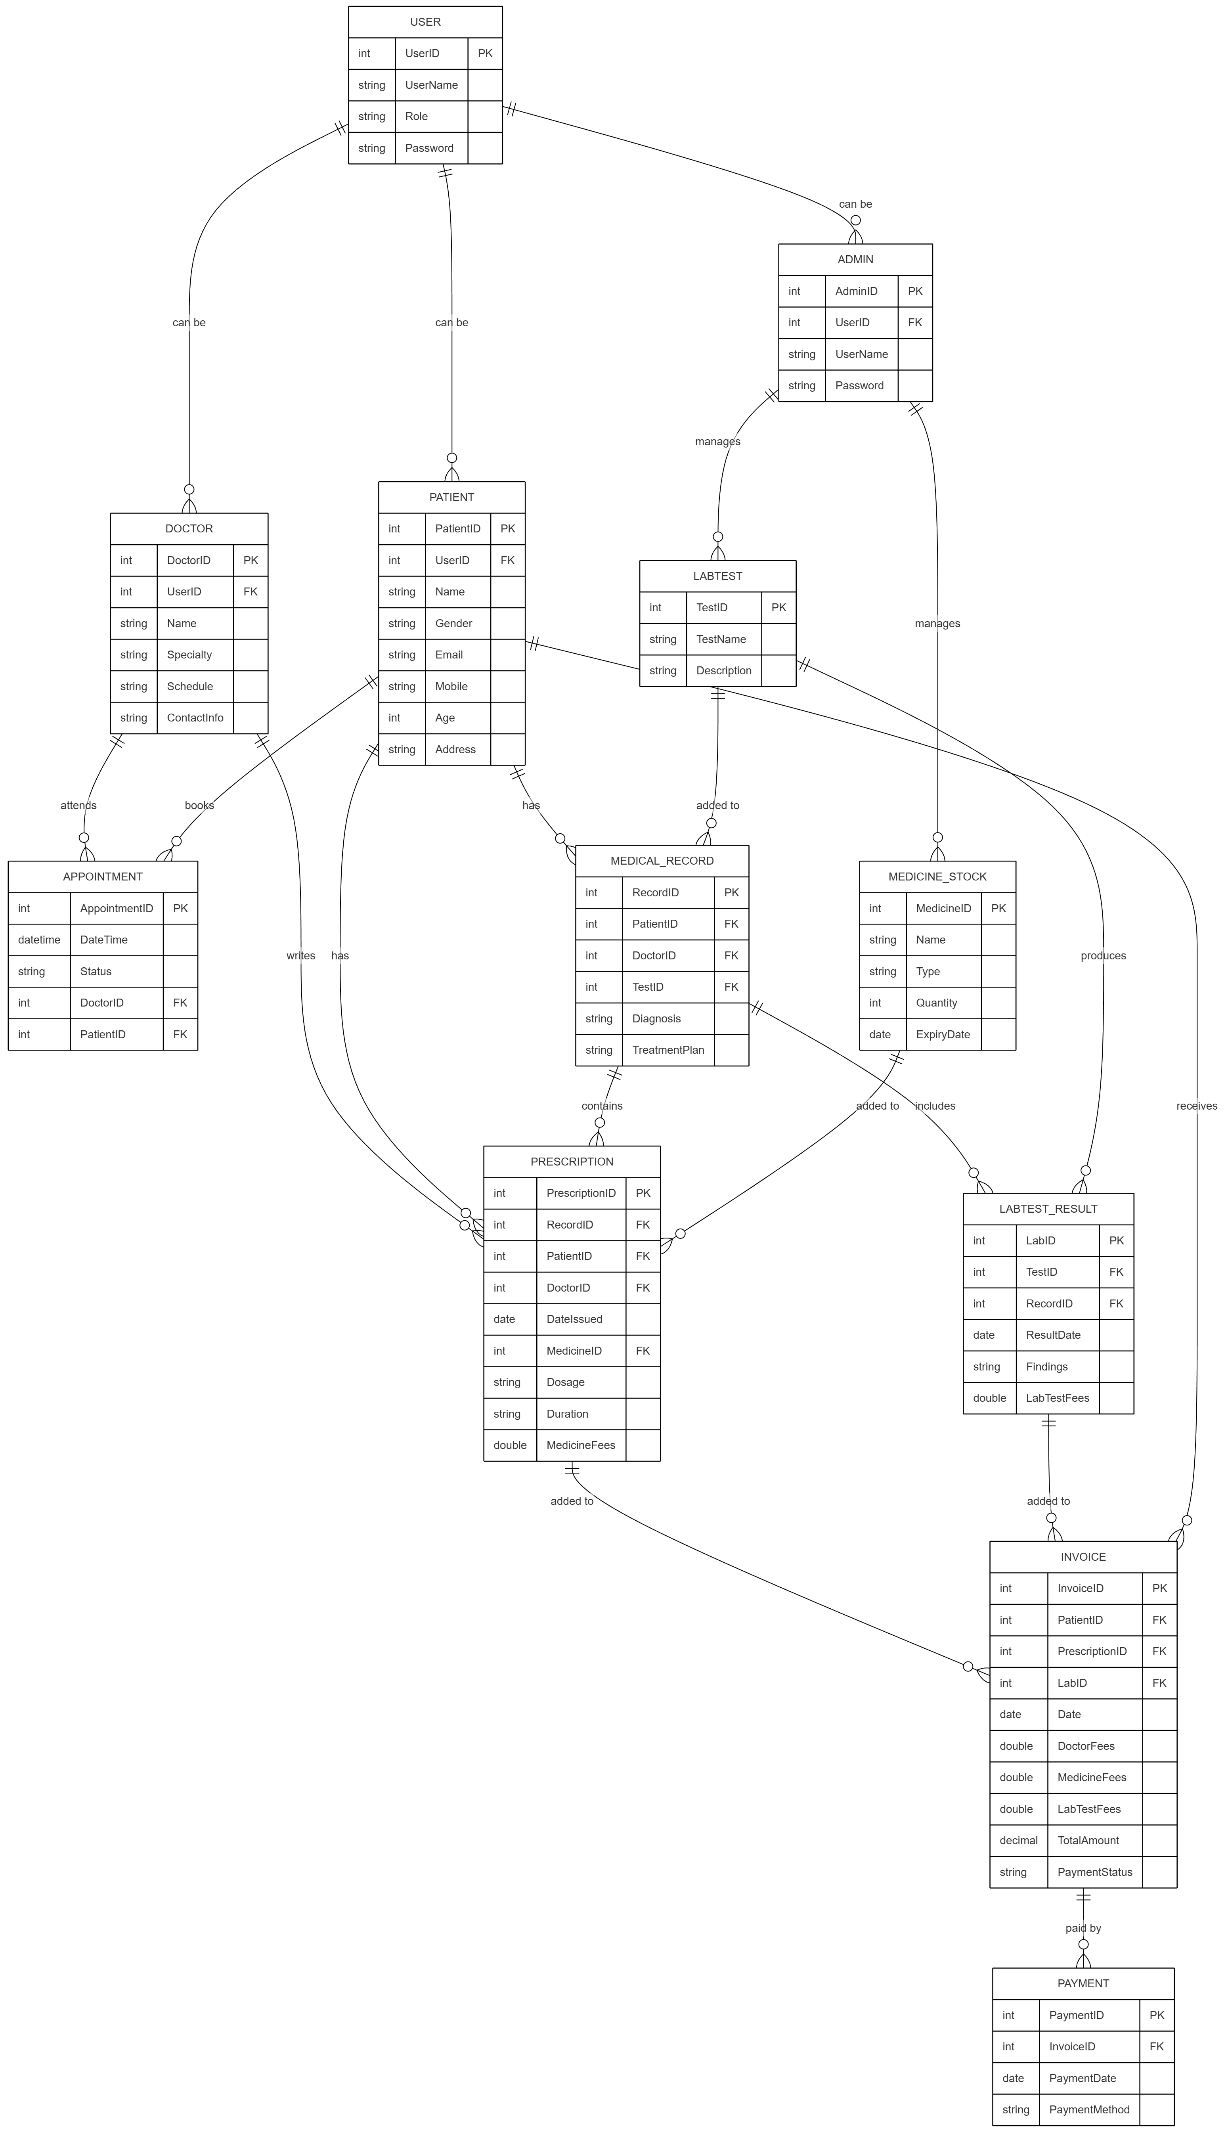 USER
int UserID PK
string UserName
string Role
string Password
can be
ADMIN
int AdminID PK
int UserID FK
string UserName
string Password
can be
can be
manages
manages
PATIENT
int PatientID PK
int UserID FK
string Name
string Gender
string Email
string Mobile
int Age
string Address
DOCTOR
int DoctorID PK
int UserID FK
string Name
string Specialty
string Schedule
string ContactInfo
LABTEST
int TestID PK
string TestName
string Description
attends
books
has
added to
APPOINTMENT
int AppointmentID PK
datetime DateTime
string Status
int DoctorID FK
int PatientID FK
writes
has
MEDICAL_RECORD
int RecordID PK
int PatientID FK
int DoctorID FK
int TestID FK
string Diagnosis
string TreatmentPlan
MEDICINE_STOCK
int MedicineID PK
string Name
string Type
int Quantity
date ExpiryDate
produces
contains
added to
includes
receives
PRESCRIPTION
int PrescriptionID PK
int RecordID FK
int PatientID FK
int DoctorID FK
date DateIssued
int MedicineID FK
string Dosage
string Duration
double MedicineFees
LABTEST_RESULT
int LabID PK
int TestID FK
int RecordID FK
date ResultDate
string Findings
double LabTestFees
added to
added to
INVOICE
int InvoiceID PK
int PatientID FK
int PrescriptionID FK
int LabID FK
date Date
double DoctorFees
double MedicineFees
double LabTestFees
decimal TotalAmount
string PaymentStatus
paid by
PAYMENT
int PaymentID PK
int InvoiceID FK
date PaymentDate
string PaymentMethod